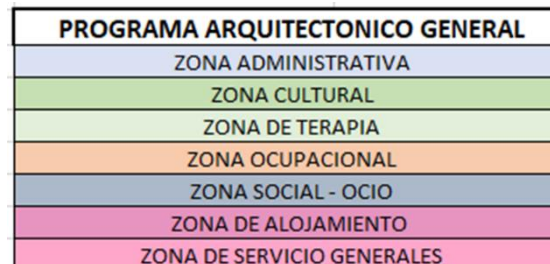 PROGRAMA ARQUITECTONICO GENERAL
ZONA ADMINISTRATIVA
ZONA CULTURAL
ZONA DE TERAPIA
ZONA OCUPACIONAL
ZONA SOCIAL - OCIO
ZONA DE ALOJAMIENTO
ZONA DE SERVICIO GENERALES